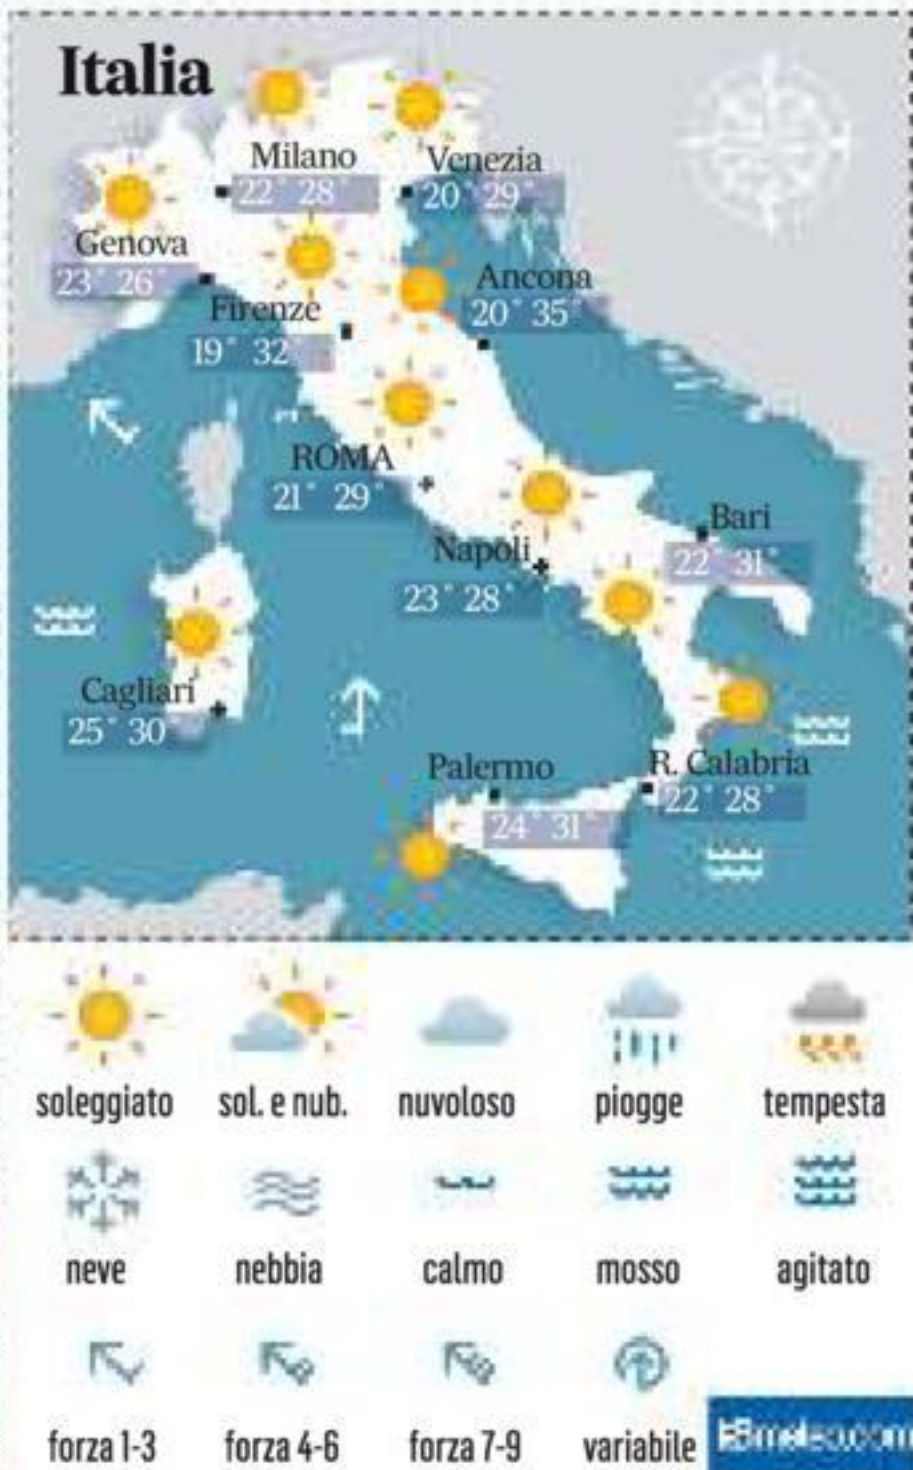 Italia
Milano
22° 28°
Venezia
20° 29°
Genova
23° 26°
Ancona
20° 35°
Firenze
19° 32°
ROMA
21° 29°
Bari
22° 31°
Napoli
23° 28°
Cagliari
25° 30°
Palermo
24° 31°
R. Calabria
22° 28°
soleggiato sol. e nub. nuvoloso piogge tempesta
neve nebbia calmo mosso agitato
forza 1-3 forza 4-6 forza 7-9 variabile